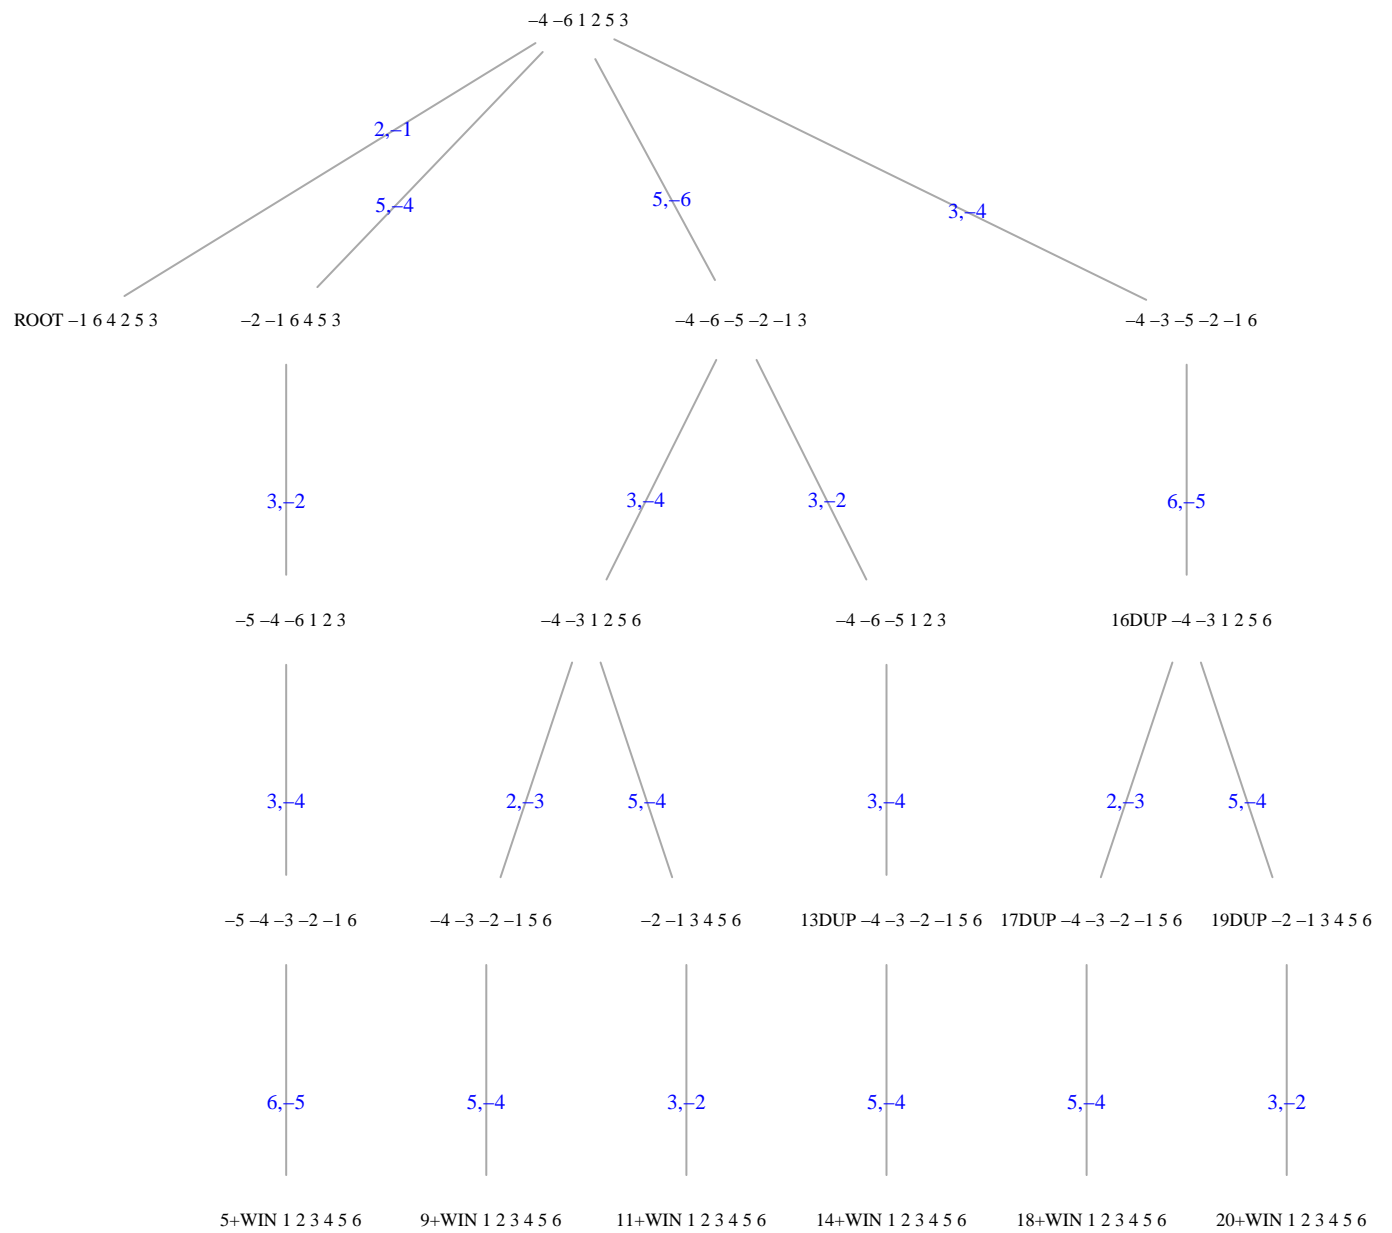 –4 –6 1 2 5 3
2,–1
5,–4
5,–6
3,–4
ROOT –1 6 4 2 5 3
–2 –1 6 4 5 3
–4 –6 –5 –2 –1 3
–4 –3 –5 –2 –1 6
3,–2
3,–4
3,–2
6,–5
–5 –4 –6 1 2 3
–4 –3 1 2 5 6
–4 –6 –5 1 2 3
16DUP –4 –3 1 2 5 6
3,–4
2,–3
5,–4
3,–4
2,–3
5,–4
–5 –4 –3 –2 –1 6
–4 –3 –2 –1 5 6
–2 –1 3 4 5 6
13DUP –4 –3 –2 –1 5 6
17DUP –4 –3 –2 –1 5 6
19DUP –2 –1 3 4 5 6
6,–5
5,–4
3,–2
5,–4
5,–4
3,–2
5+WIN 1 2 3 4 5 6
9+WIN 1 2 3 4 5 6
11+WIN 1 2 3 4 5 6
14+WIN 1 2 3 4 5 6
18+WIN 1 2 3 4 5 6
20+WIN 1 2 3 4 5 6